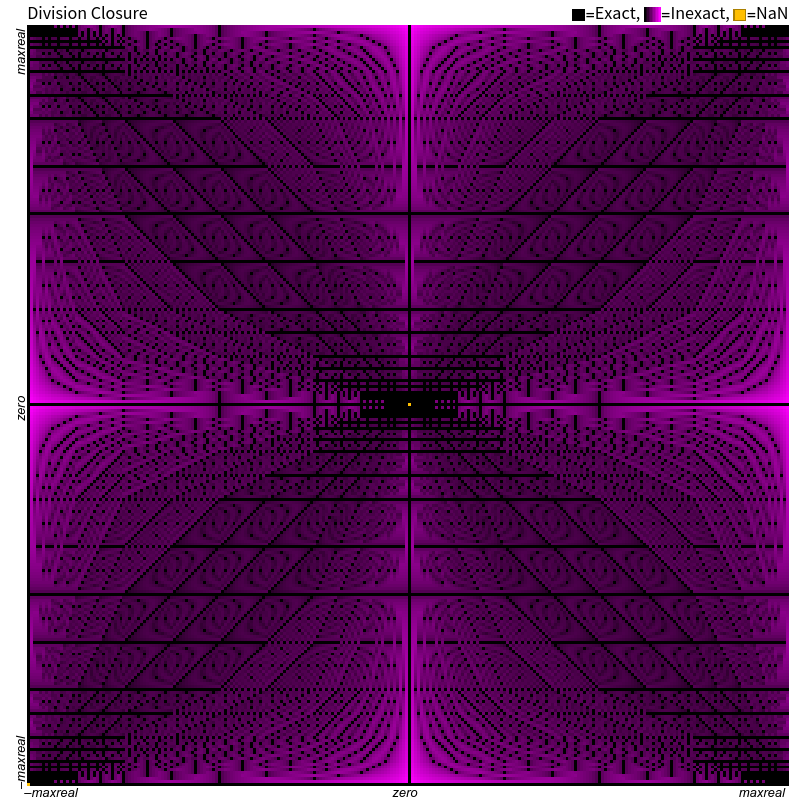 Division Closure
=Exact, =Inexact, =NaN
maxreal
zero
–maxreal
–maxreal zero maxreal